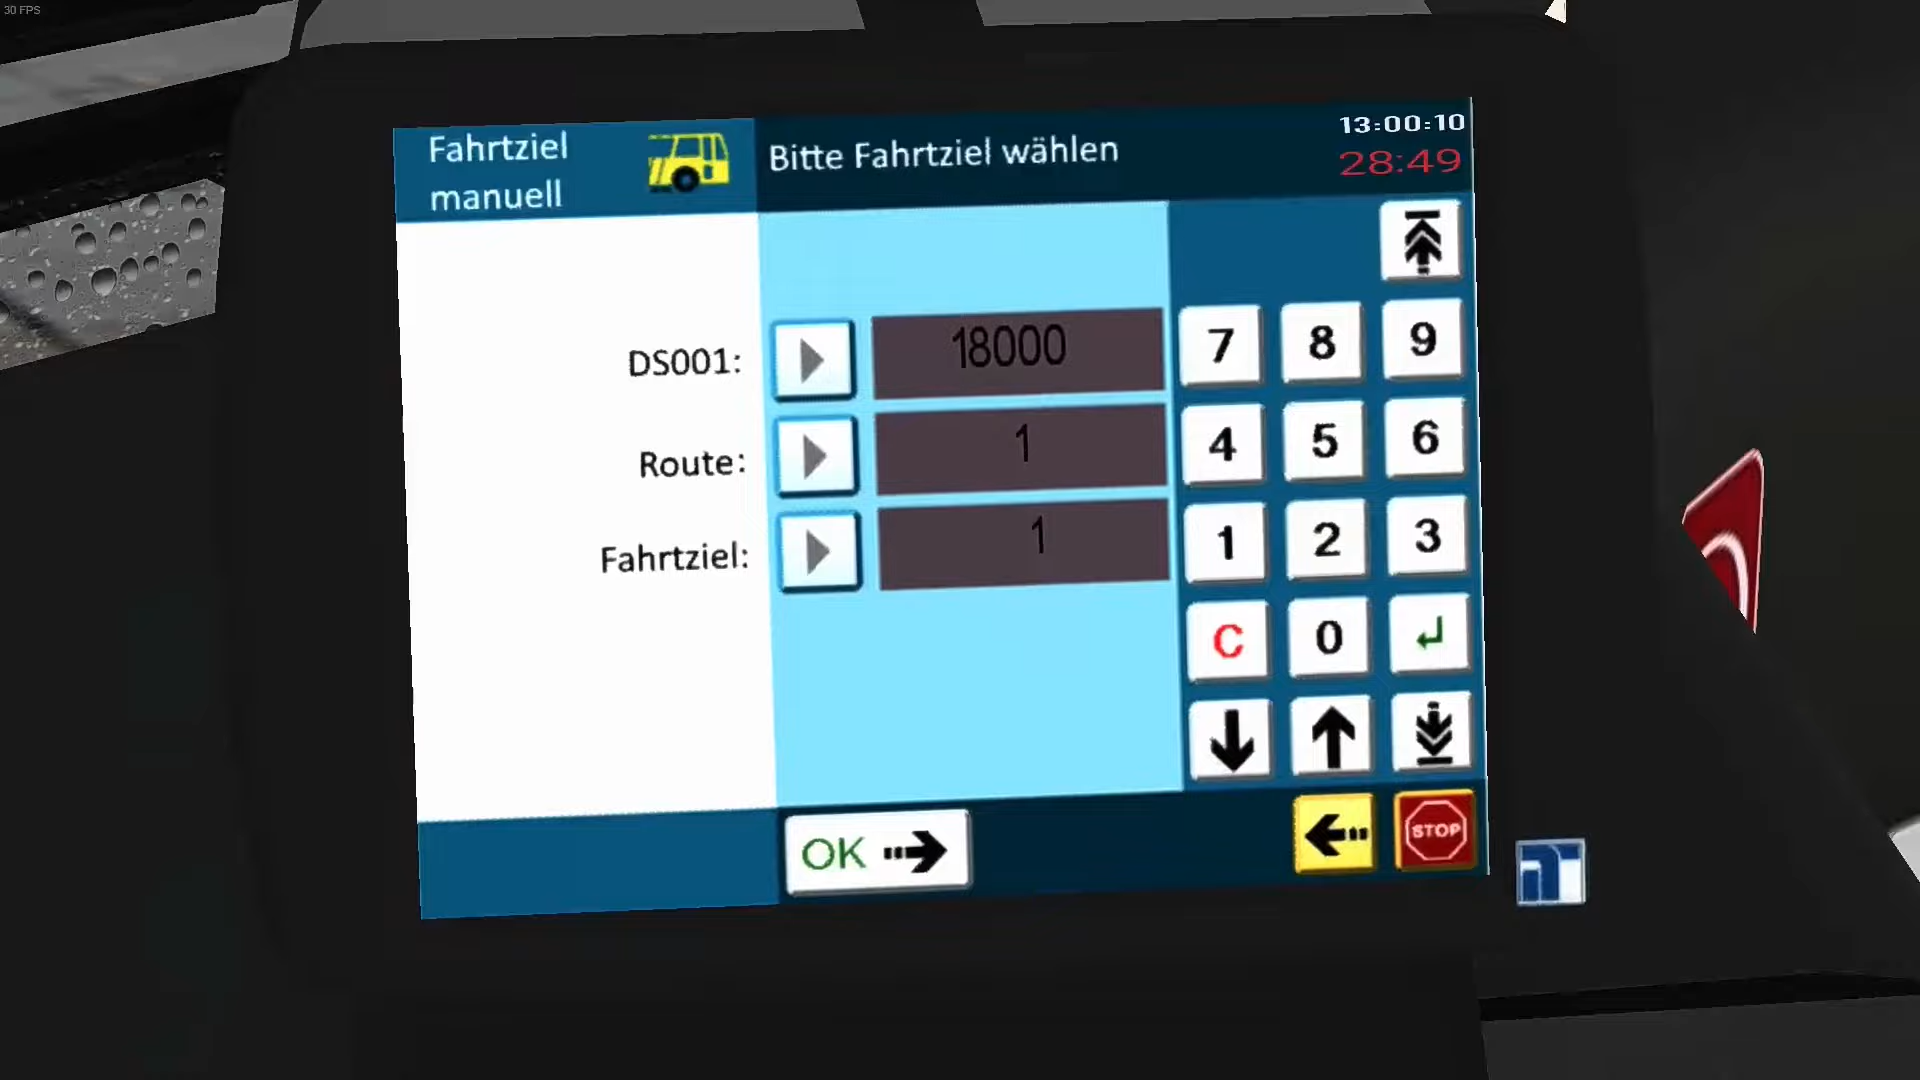 30 FPS
Fahrtziel
manuell
Bitte Fahrtziel wählen
13:00:10
28:49
DS001:
18000
Route:
1
Fahrtziel:
1
7 8 9
4 5 6
1 2 3
C 0
OK
STOP